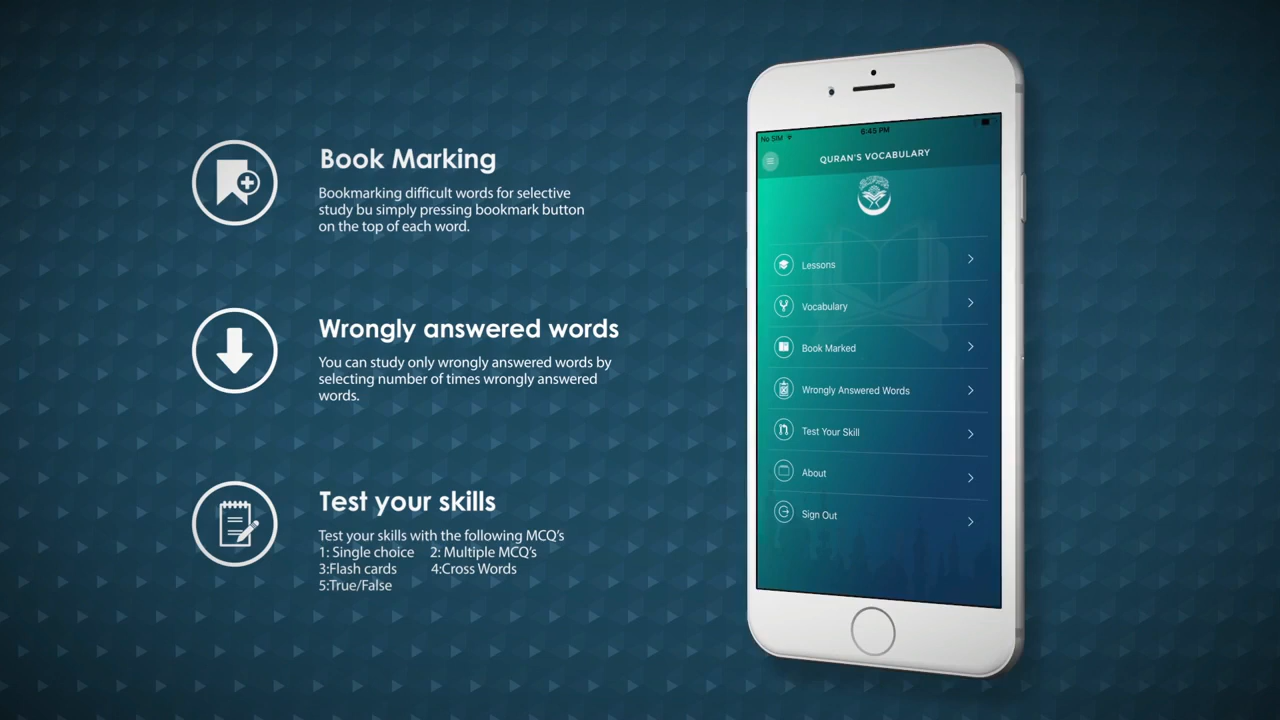 Book Marking
Bookmarking difficult words for selective
study bu simply pressing bookmark button
on the top of each word.
Wrongly answered words
You can study only wrongly answered words by
selecting number of times wrongly answered
words.
Test your skills
Test your skills with the following MCQ's
1: Single choice 2: Multiple MCQ's
3:Flash cards 4:Cross Words
5:True/False
No SIM 6:45 PM
QURAN'S VOCABULARY
Lessons
Vocabulary
Book Marked
Wrongly Answered Words
Test Your Skill
About
Sign Out